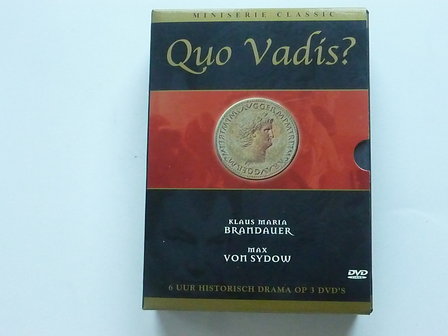 MINISERIE CLASSIC
Quo Vadis?
KLAUS MARIA
BRANDAUER
MAX
VON SYDOW
DVD
6 UUR HISTORISCH DRAMA OP 3 DVD'S